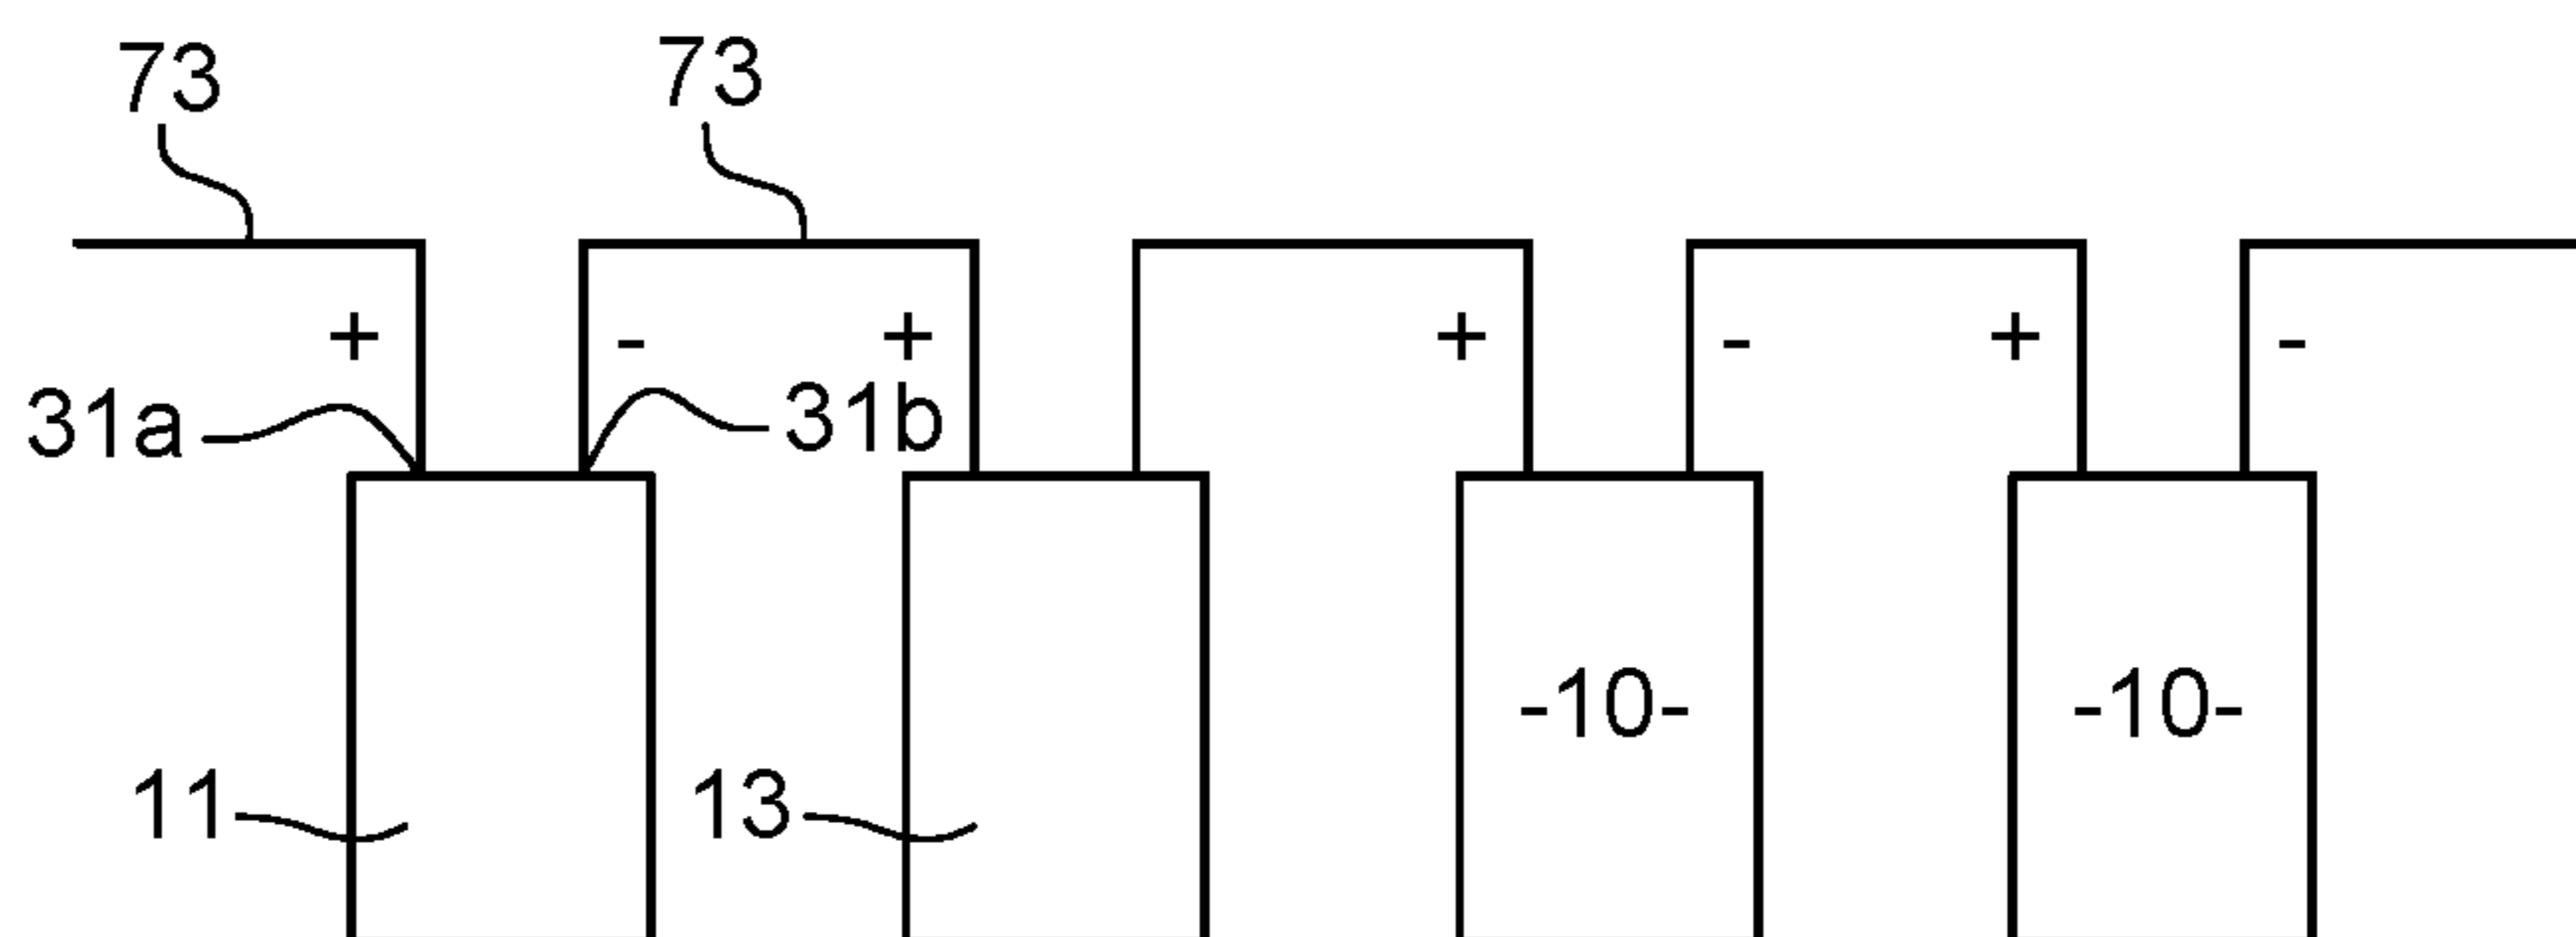 73 73
+ - + + - + -
31a 31b
-10- -10-
11 13